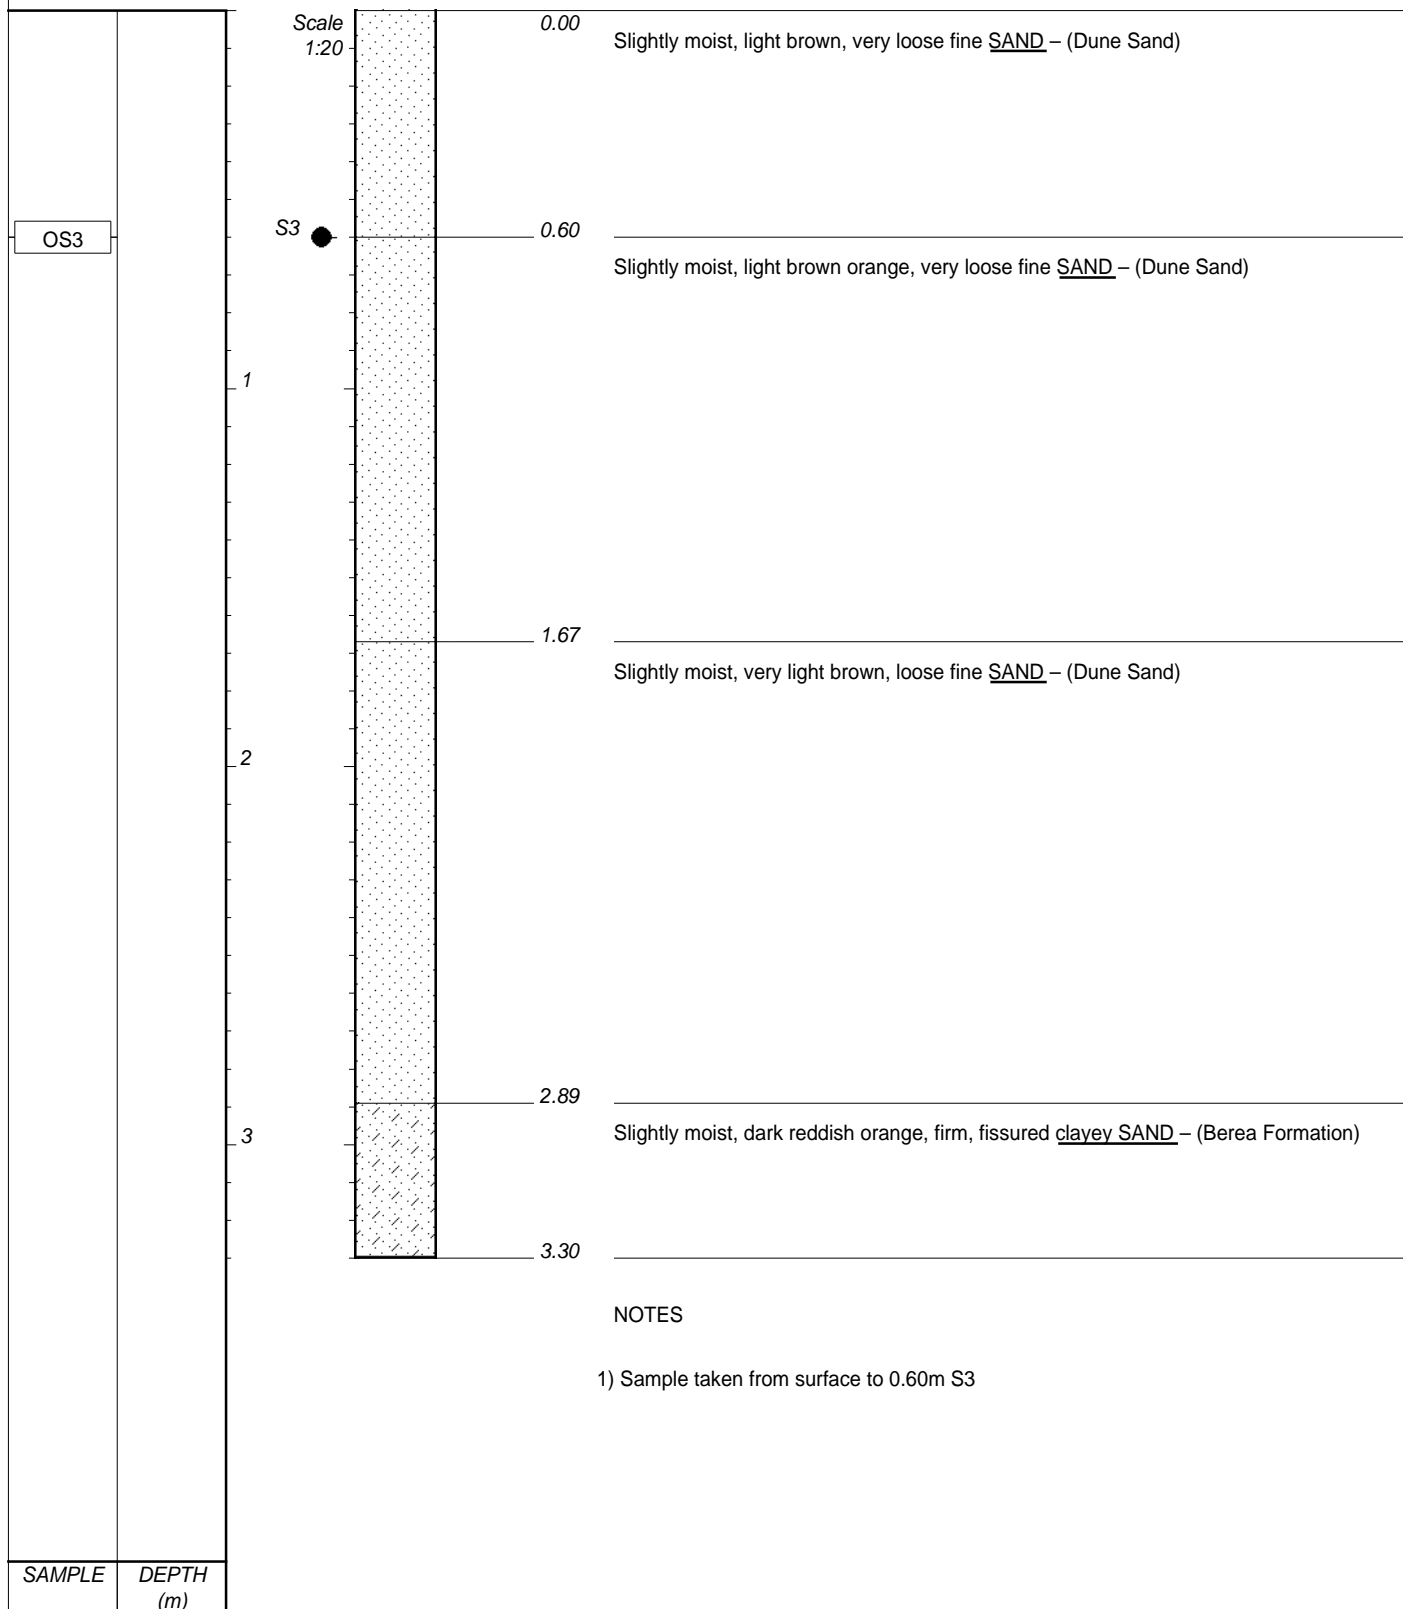 Scale
1:20
0.00
Slightly moist, light brown, very loose fine SAND – (Dune Sand)
OS3
S3
0.60
Slightly moist, light brown orange, very loose fine SAND – (Dune Sand)
1
1.67
Slightly moist, very light brown, loose fine SAND – (Dune Sand)
2
2.89
Slightly moist, dark reddish orange, firm, fissured clayey SAND – (Berea Formation)
3
3.30
NOTES
1) Sample taken from surface to 0.60m S3
SAMPLE
DEPTH
(m)